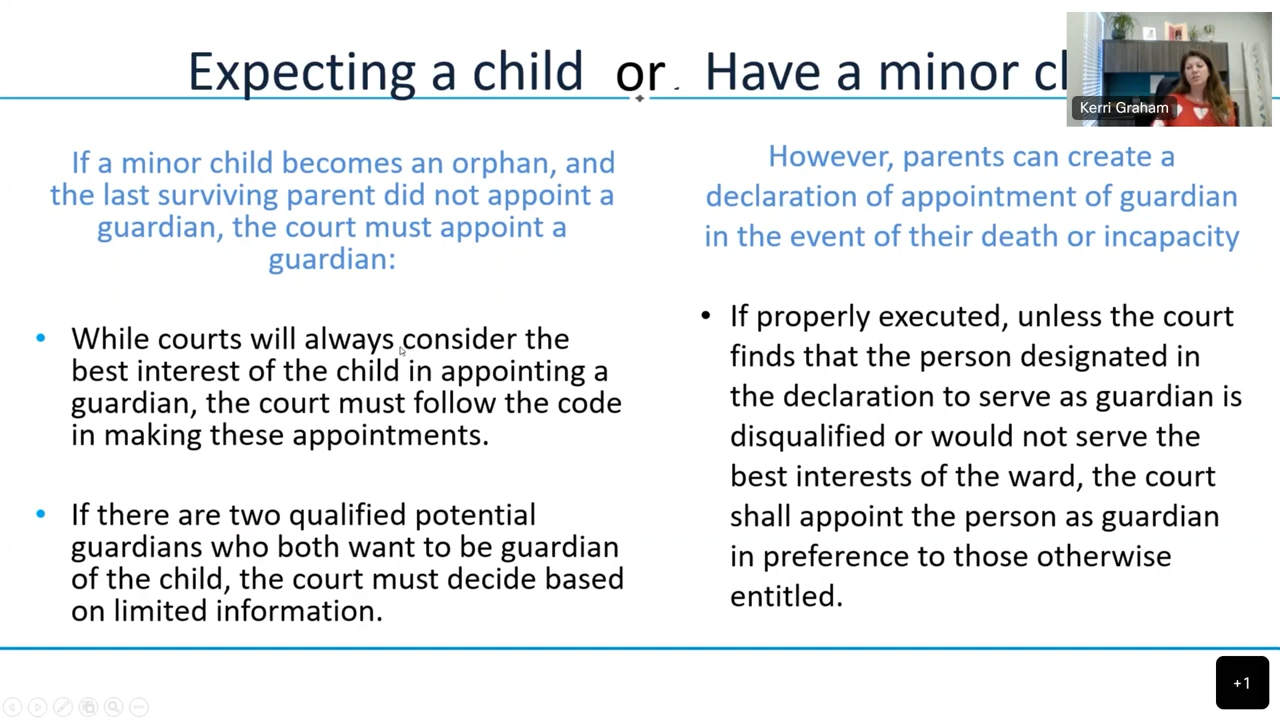 Expecting a child or. Have a minor
Kerri Graham
If a minor child becomes an orphan, and
the last surviving parent did not appoint a
guardian, the court must appoint a
guardian:
• While courts will always consider the
best interest of the child in appointing a
guardian, the court must follow the code
in making these appointments.
• If there are two qualified potential
guardians who both want to be guardian
of the child, the court must decide based
on limited information.
However, parents can create a
declaration of appointment of guardian
in the event of their death or incapacity
• If properly executed, unless the court
finds that the person designated in
the declaration to serve as guardian is
disqualified or would not serve the
best interests of the ward, the court
shall appoint the person as guardian
in preference to those otherwise
entitled.
+1